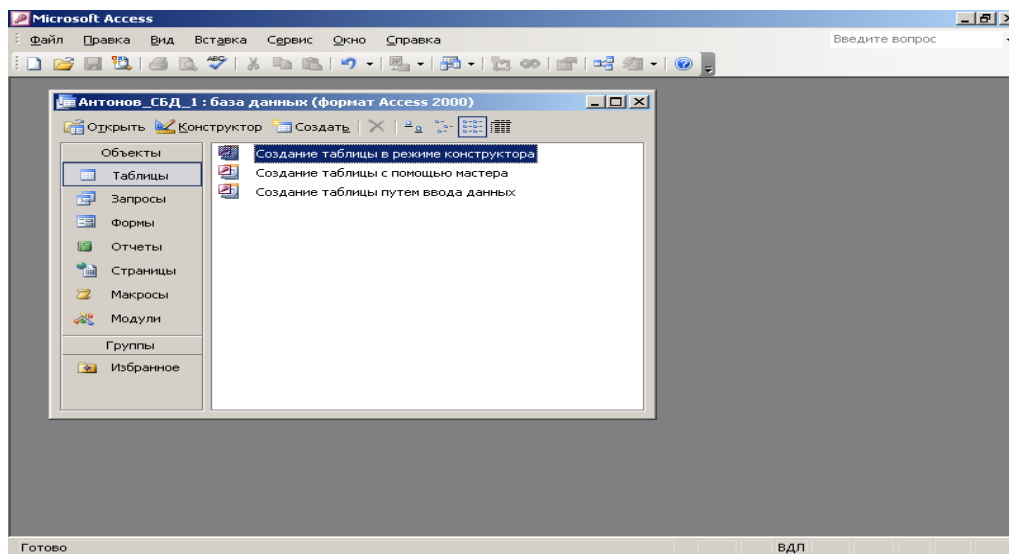 Microsoft Access
Файл Правка Вид Вставка Сервис Окно Справка Введите вопрос
Антонов_СБД_1 : база данных (формат Access 2000)
Открыть Конструктор Создать
Объекты
Таблицы
Запросы
Формы
Отчеты
Страницы
Макросы
Модули
Группы
Избранное
Создание таблицы в режиме конструктора
Создание таблицы с помощью мастера
Создание таблицы путем ввода данных
Готово ВДЛ